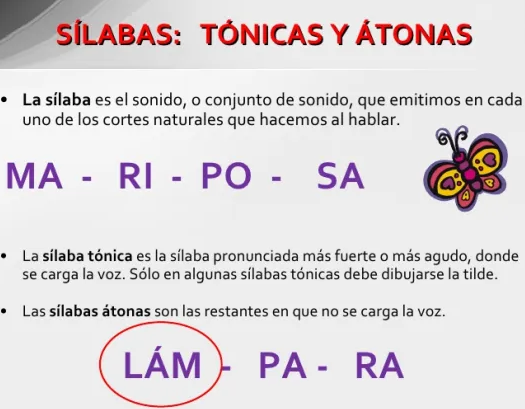 SÍLABAS: TÓNICAS Y ÁTONAS
• La sílaba es el sonido, o conjunto de sonido, que emitimos en cada
uno de los cortes naturales que hacemos al hablar.
MA - RI - PO - SA
• La sílaba tónica es la sílaba pronunciada más fuerte o más agudo, donde
se carga la voz. Sólo en algunas sílabas tónicas debe dibujarse la tilde.
• Las sílabas átonas son las restantes en que no se carga la voz.
LÁM - PA - RA